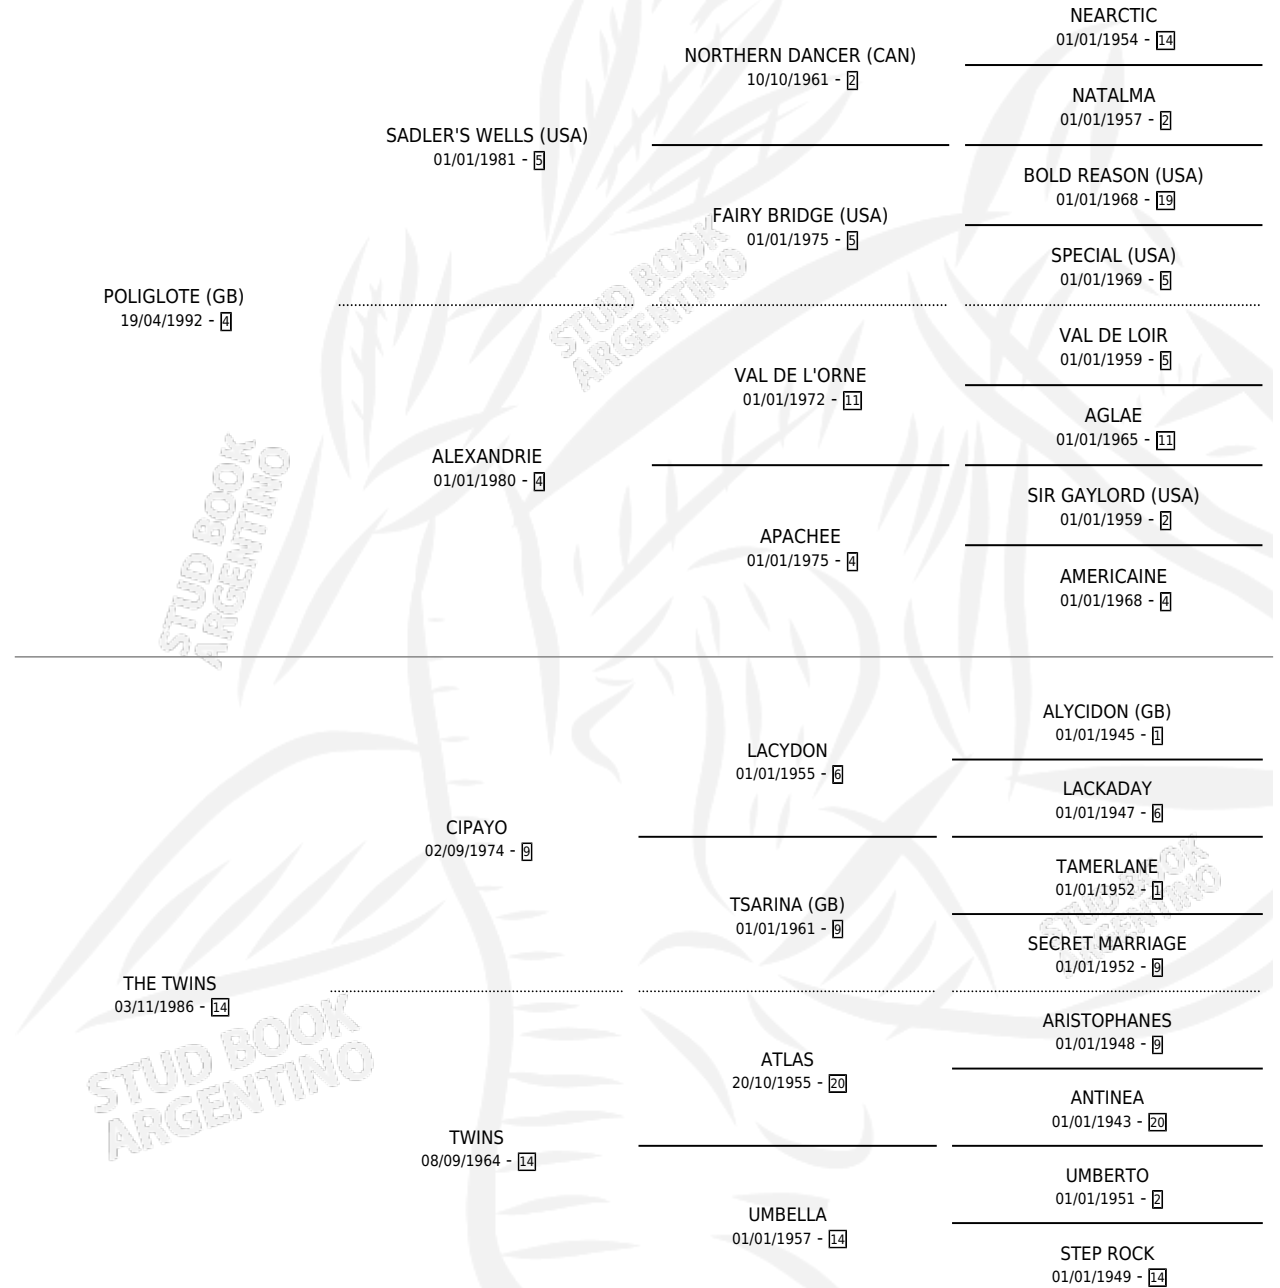 NEARCTIC
01/01/1954 - 14
NORTHERN DANCER (CAN)
10/10/1961 - 2
NATALMA
01/01/1957 - 2
SADLER'S WELLS (USA)
01/01/1981 - 5
BOLD REASON (USA)
01/01/1968 - 19
FAIRY BRIDGE (USA)
01/01/1975 - 5
SPECIAL (USA)
01/01/1969 - 5
POLIGLOTE (GB)
19/04/1992 - 4
VAL DE LOIR
01/01/1959 - 5
VAL DE L'ORNE
01/01/1972 - 11
AGLAE
01/01/1965 - 11
ALEXANDRIE
01/01/1980 - 4
SIR GAYLORD (USA)
01/01/1959 - 2
APACHEE
01/01/1975 - 4
AMERICAINE
01/01/1968 - 4
ALYCIDON (GB)
01/01/1945 - 1
LACYDON
01/01/1955 - 6
LACKADAY
01/01/1947 - 6
CIPAYO
02/09/1974 - 9
TAMERLANE
01/01/1952 - 1
TSARINA (GB)
01/01/1961 - 9
SECRET MARRIAGE
01/01/1952 - 9
THE TWINS
03/11/1986 - 14
ARISTOPHANES
01/01/1948 - 9
ATLAS
20/10/1955 - 20
ANTINEA
01/01/1943 - 20
TWINS
08/09/1964 - 14
UMBERTO
01/01/1951 - 2
UMBELLA
01/01/1957 - 14
STEP ROCK
01/01/1949 - 14
STUD BOOK
ARGENTINO
STUD BOOK
ARGENTINO
STUD BOOK
ARGENTINO
STUD BOOK
ARGENTINO